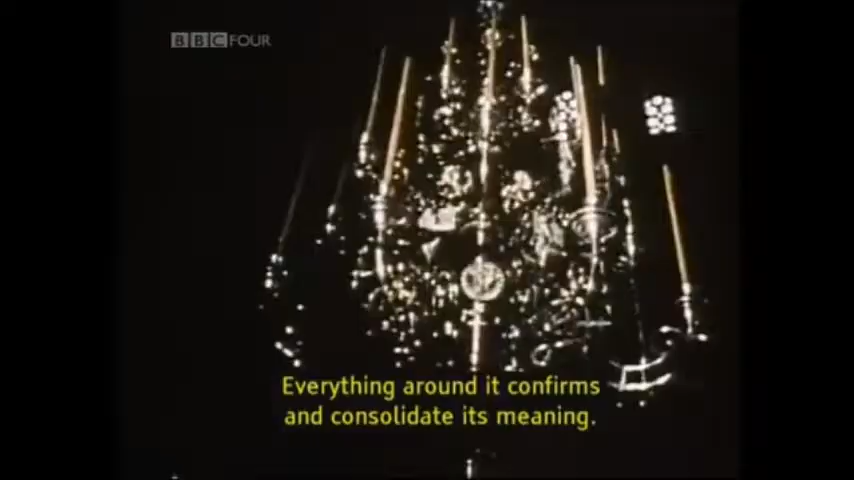 BBC FOUR
Everything around it confirms
and consolidate its meaning.